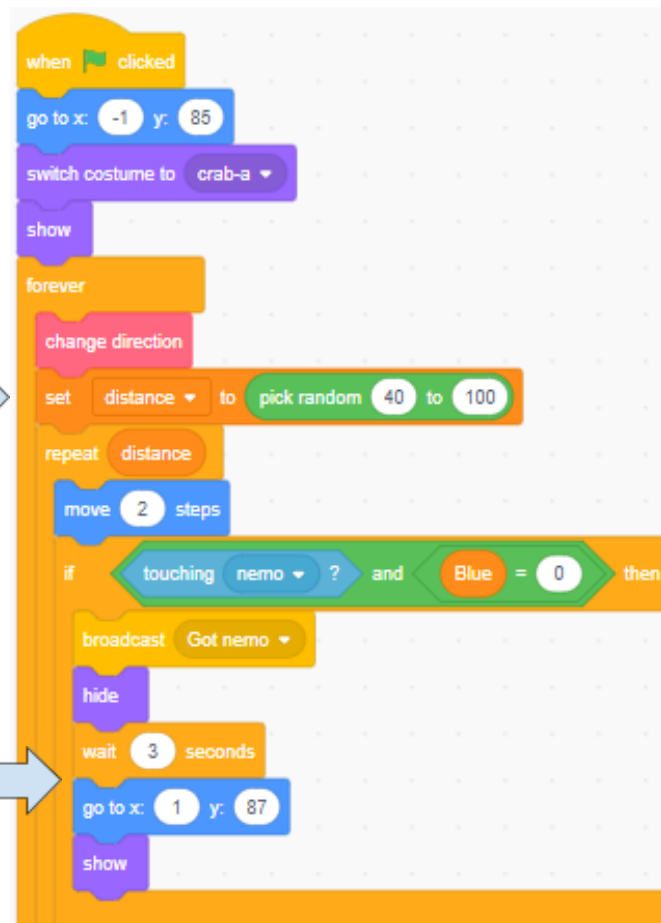 when clicked
go to x: -1 y: 85
switch costume to crab-a
show
forever
change direction
set distance to pick random 40 to 100
repeat distance
move 2 steps
if touching nemo ? and Blue = 0 then
broadcast Got nemo
hide
wait 3 seconds
go to x: 1 y: 87
show